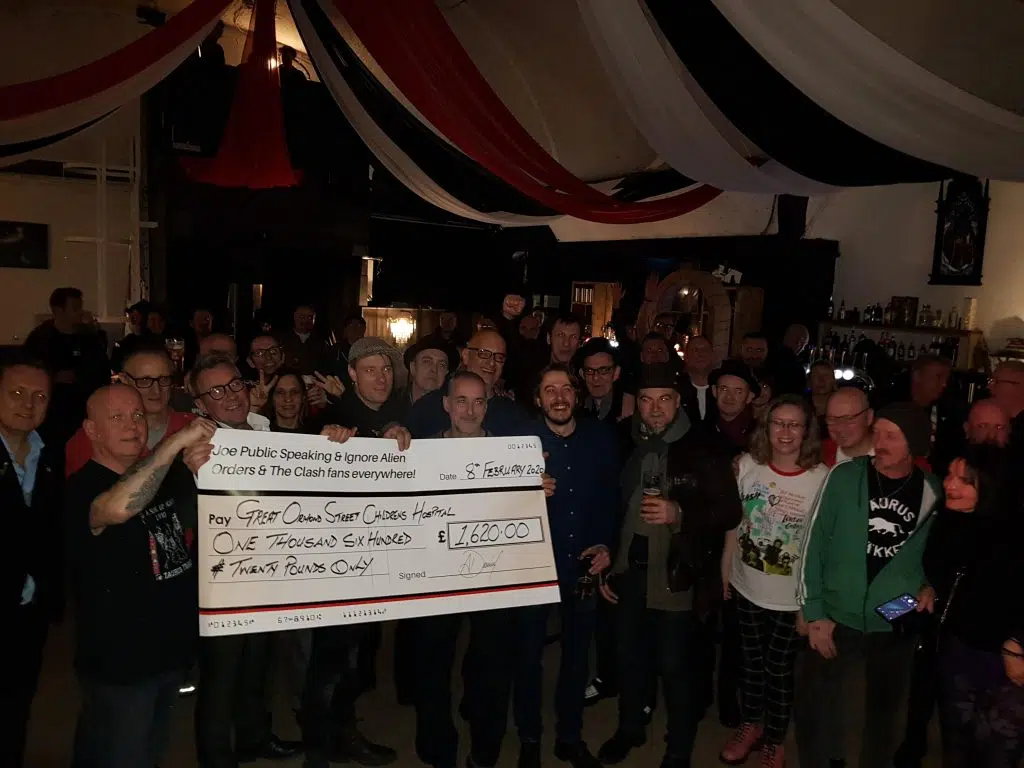 Joe Public Speaking & Ignore Alien
Orders & The Clash fans everywhere!
012345
Date 8th FEBRUARY 2020
Pay GREAT ORMOND STREET CHILDRENS HOSPITAL
£ 1,620.00
ONE THOUSAND SIX HUNDRED
# TWENTY POUNDS ONLY
Signed
TAURUS